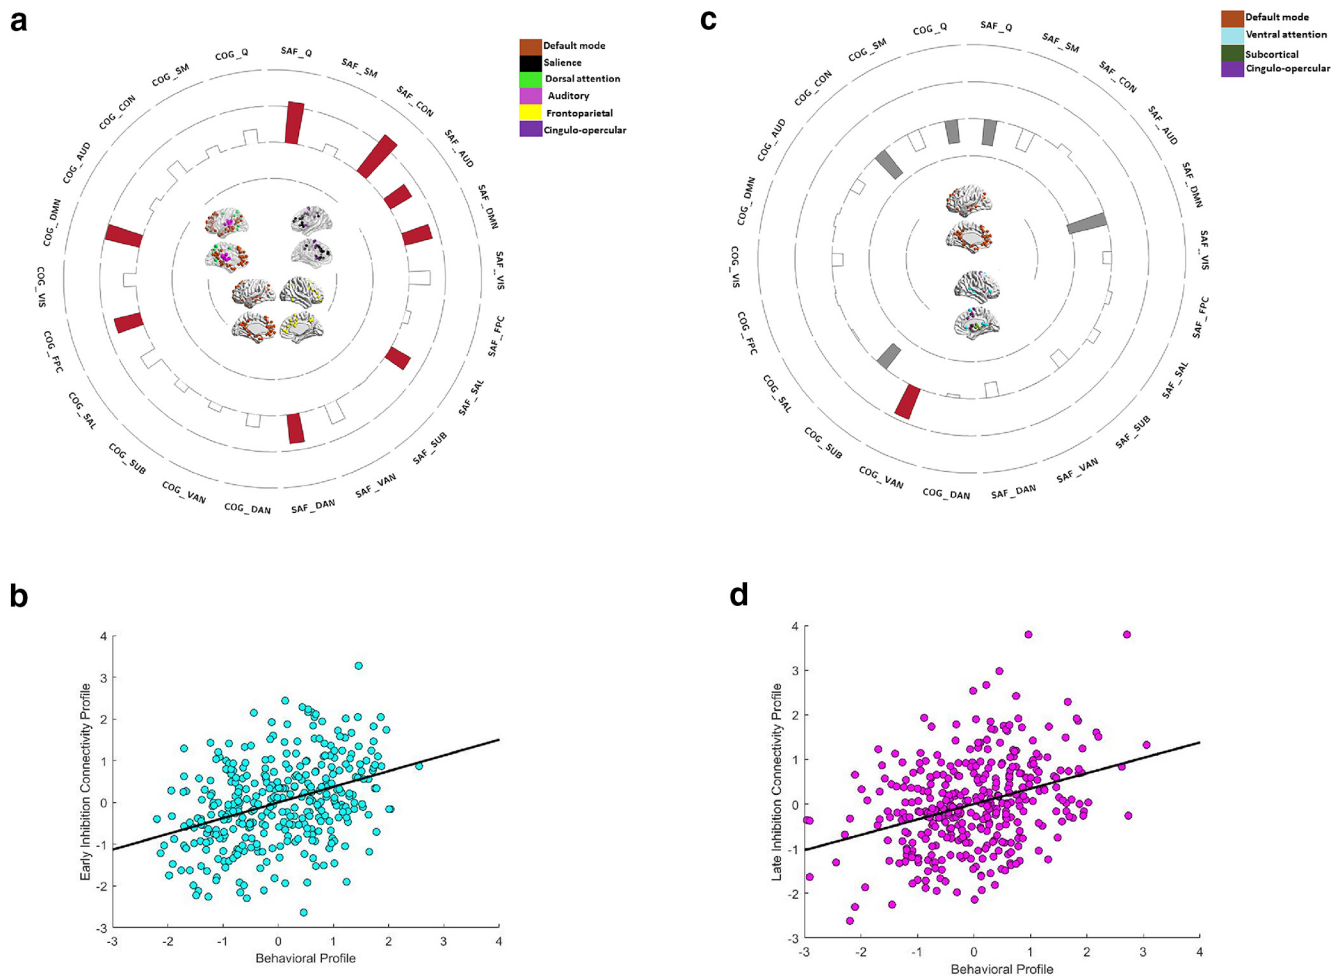 a
COG_Q
SAF_Q
SAF_SM
SAF_CON
SAF_AUD
SAF_DMN
SAF_VIS
SAF_FPC
SAF_SAL
SAF_SUB
SAF_VAN
SAF_DAN
COG_DAN
COG_VAN
COG_SUB
COG_SAL
COG_FPC
COG_VIS
COG_DMN
COG_AUD
COG_CON
COG_SM
Default mode
Salience
Dorsal attention
Auditory
Frontoparietal
Cingulo-opercular
c
COG_Q
SAF_Q
SAF_SM
SAF_CON
SAF_AUD
SAF_DMN
SAF_VIS
SAF_FPC
SAF_SAL
SAF_SUB
SAF_VAN
SAF_DAN
COG_DAN
COG_VAN
COG_SUB
COG_SAL
COG_FPC
COG_VIS
COG_DMN
COG_AUD
COG_CON
COG_SM
Default mode
Ventral attention
Subcortical
Cingulo-opercular
b
Early Inhibition Connectivity Profile
4
3
2
1
0
-1
-2
-3
-3 -2 -1 0 1 2 3 4
Behavioral Profile
d
Late Inhibition Connectivity Profile
4
3
2
1
0
-1
-2
-3
-3 -2 -1 0 1 2 3 4
Behavioral Profile